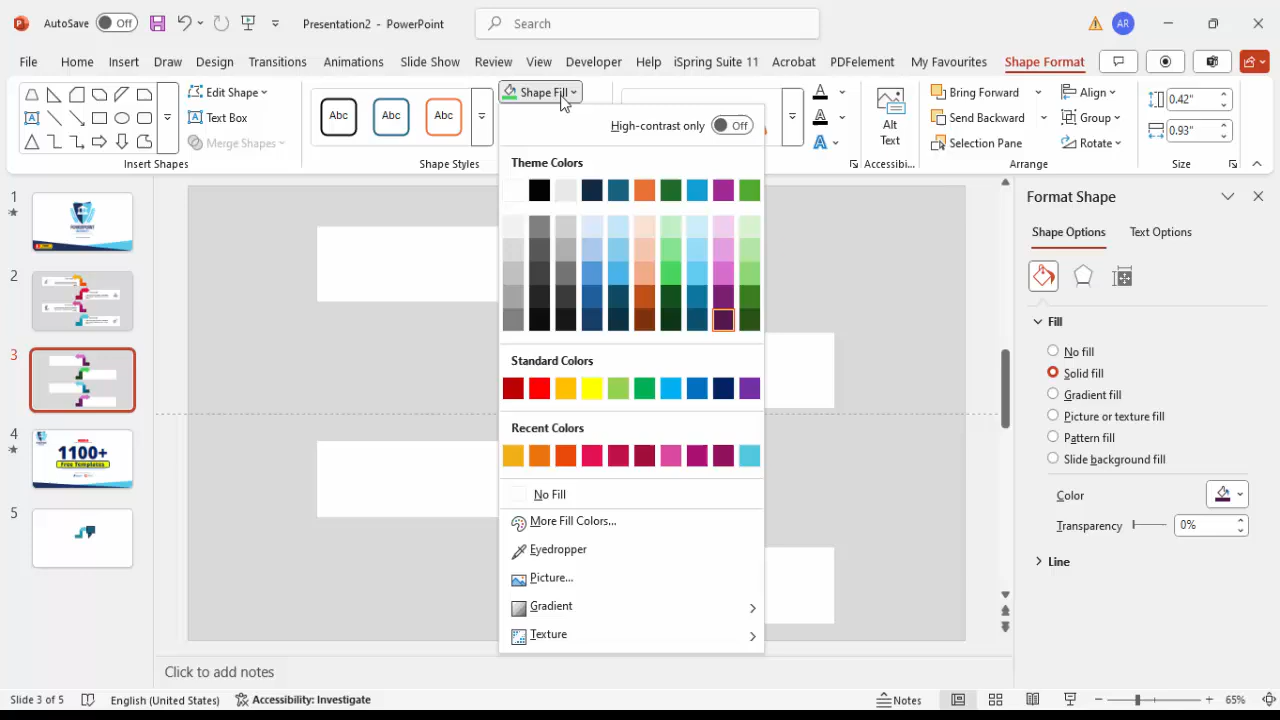 AutoSave Off Presentation2 - PowerPoint Search AR
File Home Insert Draw Design Transitions Animations Slide Show Review View Developer Help iSpring Suite 11 Acrobat PDFelement My Favourites Shape Format
Edit Shape
Text Box
Merge Shapes
Insert Shapes
Abc Abc Abc
Shape Styles
Shape Fill
High-contrast only Off
Theme Colors
Standard Colors
Recent Colors
No Fill
More Fill Colors...
Eyedropper
Picture...
Gradient
Texture
A
A
A
Alt
Text
Accessibi...
Bring Forward
Send Backward
Selection Pane
Align
Group
Rotate
Arrange
0.42"
0.93"
Size
1
2
3
4
1100+
Free Templates
5
Format Shape
Shape Options Text Options
Fill
No fill
Solid fill
Gradient fill
Picture or texture fill
Pattern fill
Slide background fill
Color
Transparency 0%
Line
Click to add notes
Slide 3 of 5 English (United States) Accessibility: Investigate Notes 65%